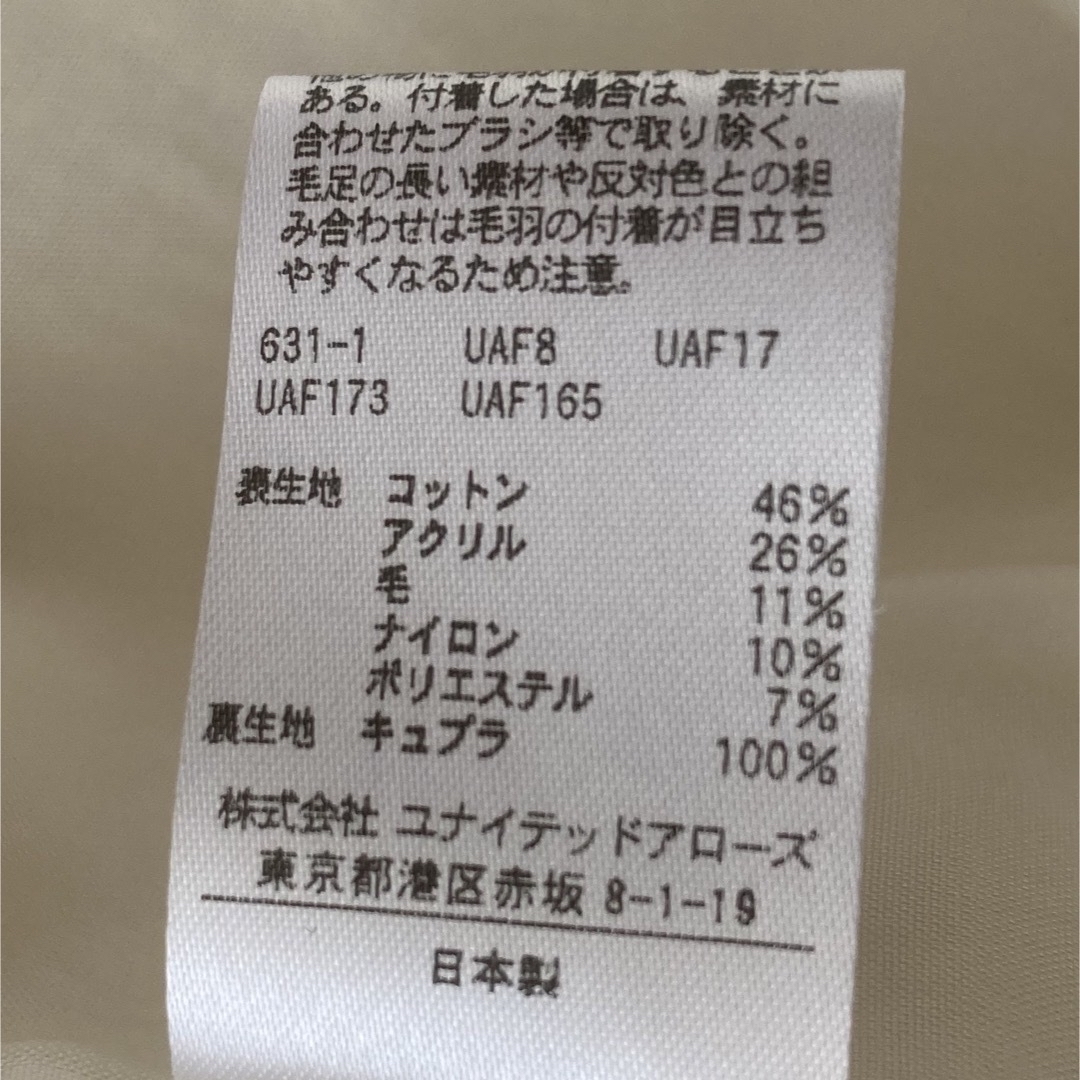 ある。付着した場合は、素材に
合わせたブラシ等で取り除く。
毛足の長い素材や反対色との組
み合わせは毛羽の付着が目立ち
やすくなるため注意。
631-1 UAF8 UAF17
UAF173 UAF165
表生地 コットン 46%
アクリル 26%
毛 11%
ナイロン 10%
ポリエステル 7%
裏生地 キュプラ 100%
株式会社 ユナイテッドアローズ
東京都港区赤坂 8-1-19
日本製